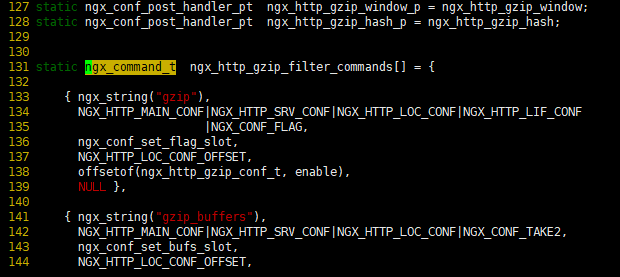 127 static ngx_conf_post_handler_pt  ngx_http_gzip_window_p = ngx_http_gzip_window;
128 static ngx_conf_post_handler_pt  ngx_http_gzip_hash_p = ngx_http_gzip_hash;
129
130
131 static ngx_command_t  ngx_http_gzip_filter_commands[] = {
132
133     { ngx_string("gzip"),
134       NGX_HTTP_MAIN_CONF|NGX_HTTP_SRV_CONF|NGX_HTTP_LOC_CONF|NGX_HTTP_LIF_CONF
135                         |NGX_CONF_FLAG,
136       ngx_conf_set_flag_slot,
137       NGX_HTTP_LOC_CONF_OFFSET,
138       offsetof(ngx_http_gzip_conf_t, enable),
139       NULL },
140
141     { ngx_string("gzip_buffers"),
142       NGX_HTTP_MAIN_CONF|NGX_HTTP_SRV_CONF|NGX_HTTP_LOC_CONF|NGX_CONF_TAKE2,
143       ngx_conf_set_bufs_slot,
144       NGX_HTTP_LOC_CONF_OFFSET,